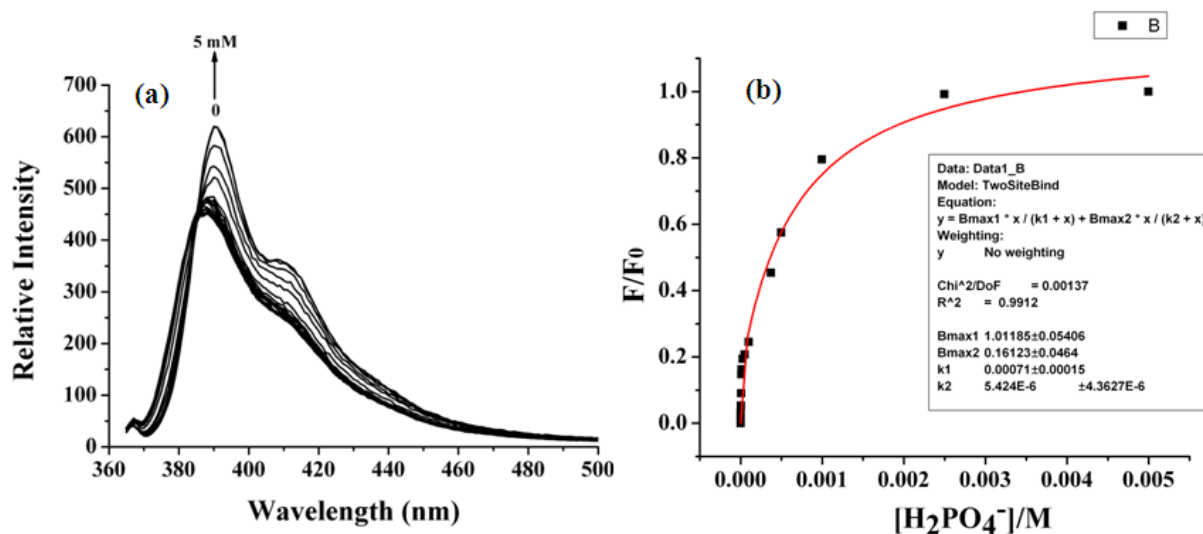 5 mM
0
(a)
700
600
500
400
300
200
100
0
Relative Intensity
360 380 400 420 440 460 480 500
Wavelength (nm)
B
(b)
1.0
0.8
0.6
0.4
0.2
0.0
F/F₀
Data: Data1_B
Model: TwoSiteBind
Equation:
y = Bmax1 * x / (k1 + x) + Bmax2 * x / (k2 + x)
Weighting:
y No weighting
Chi^2/DoF = 0.00137
R^2 = 0.9912
Bmax1 1.01185±0.05406
Bmax2 0.16123±0.0464
k1 0.00071±0.00015
k2 5.424E-6 ±4.3627E-6
0.000 0.001 0.002 0.003 0.004 0.005
[H₂PO₄⁻]/M